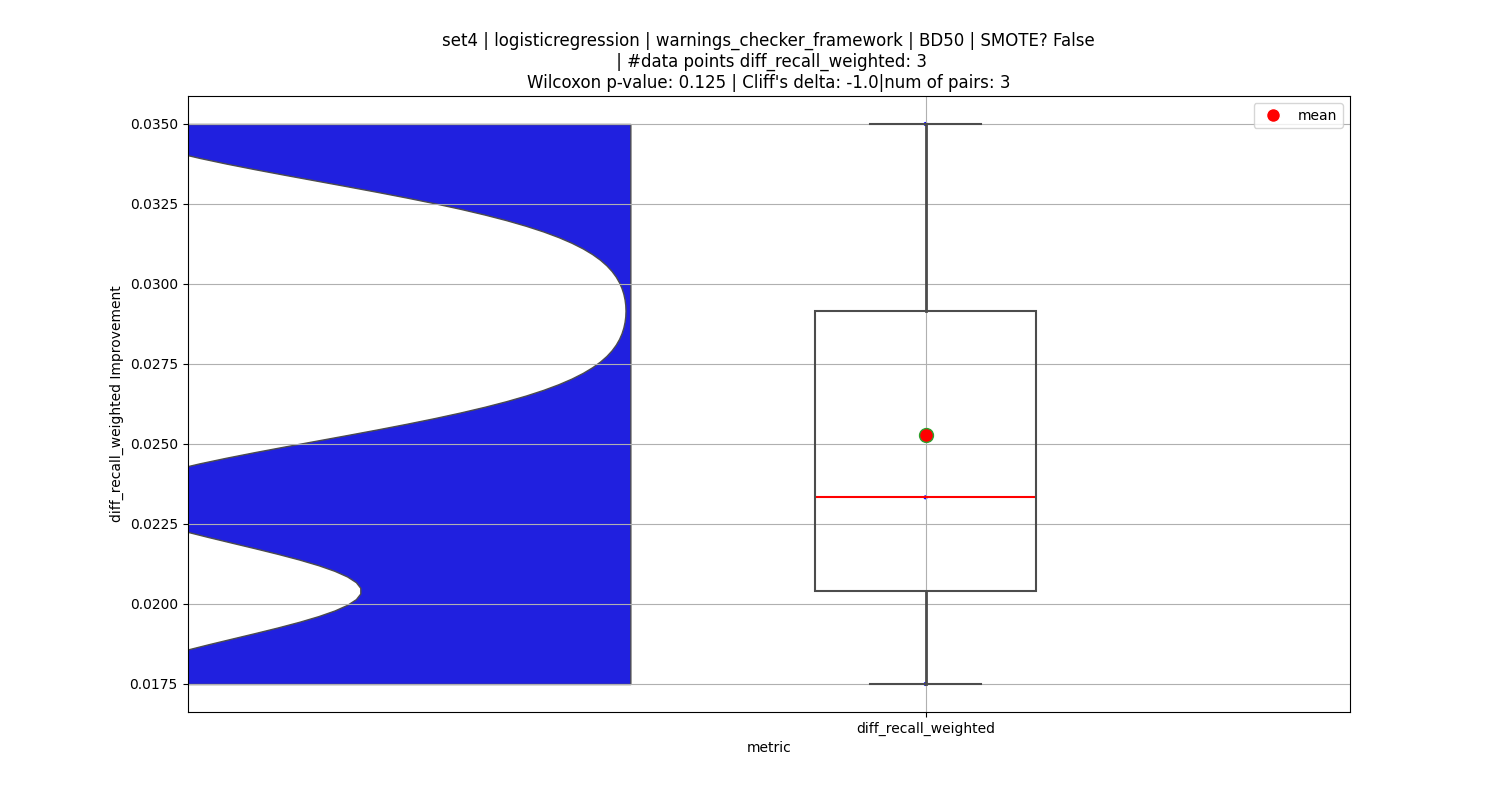 set4 | logisticregression | warnings_checker_framework | BD50 | SMOTE? False
| #data points diff_recall_weighted: 3
Wilcoxon p-value: 0.125 | Cliff's delta: -1.0|num of pairs: 3
mean
0.0350
0.0325
0.0300
0.0275
0.0250
0.0225
0.0200
0.0175
diff_recall_weighted Improvement
diff_recall_weighted
metric